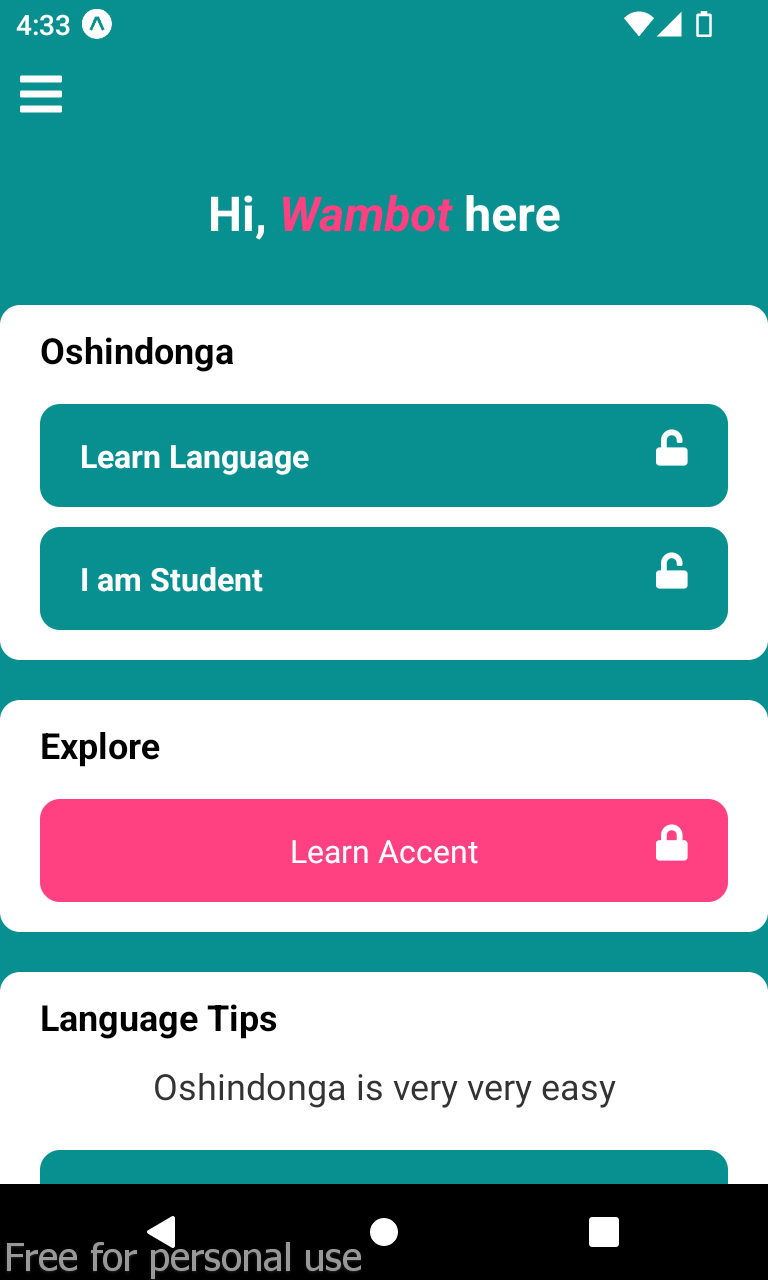 4:33
Hi, Wambot here
Oshindonga
Learn Language
I am Student
Explore
Learn Accent
Language Tips
Oshindonga is very very easy
Free for personal use